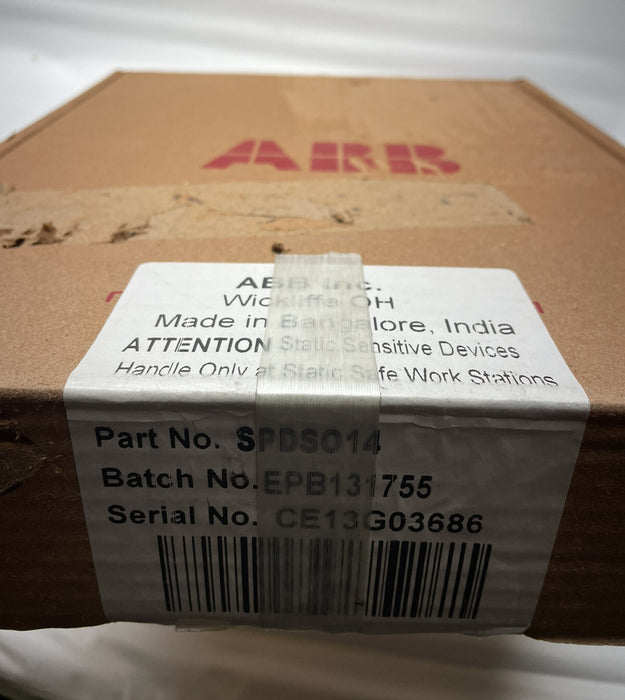 ABB
ABB Inc.
Wickliffe OH
Made in Bangalore, India
ATTENTION Static Sensitive Devices
Handle Only at Static Safe Work Stations
Part No. SPDSO14
Batch No. EPB131755
Serial No. CE13G03686